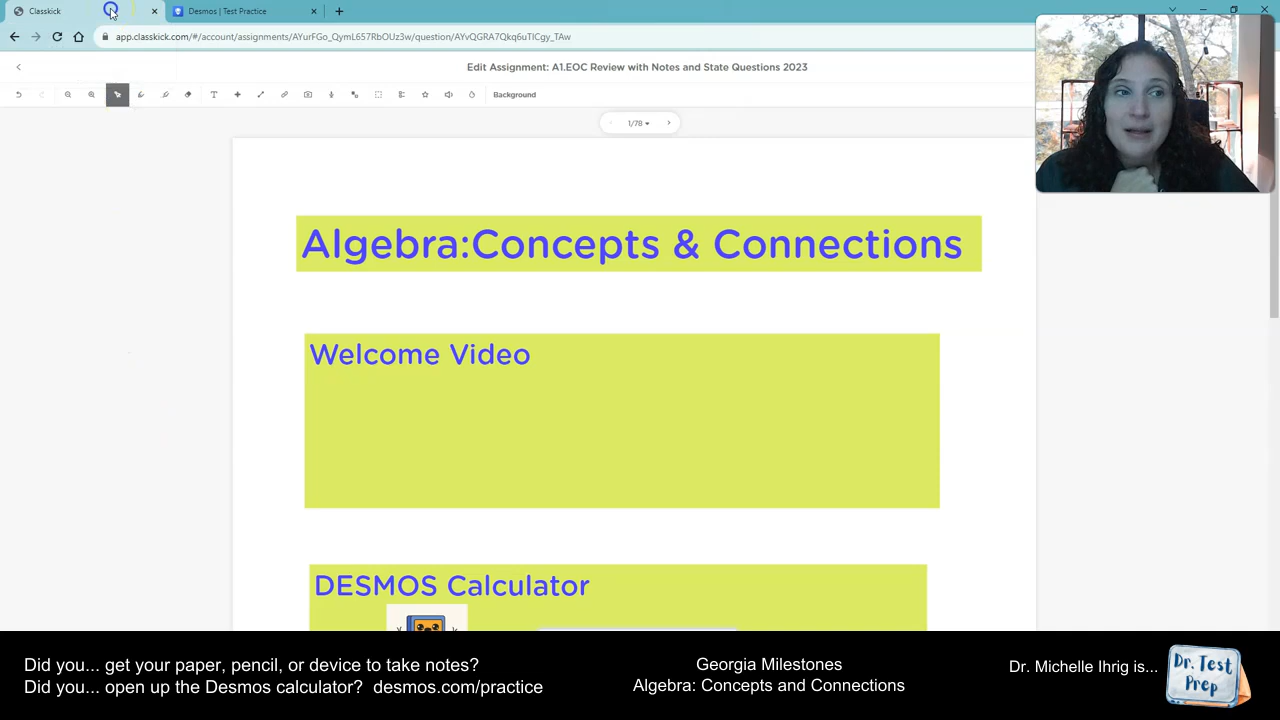 Classkick
Desmos | Test Practice
app.classkick.com/#/account/assignments/AYurFGo_QymL657RbOUz3w/question/AYvQGRA7Qkq6uTICgy_TAw
Edit Assignment: A1.EOC Review with Notes and State Questions 2023
Background
1/78
Algebra:Concepts & Connections
Welcome Video
DESMOS Calculator
Did you... get your paper, pencil, or device to take notes?
Did you... open up the Desmos calculator? desmos.com/practice
Georgia Milestones
Algebra: Concepts and Connections
Dr. Michelle Ihrig is...
Dr. Test
Prep